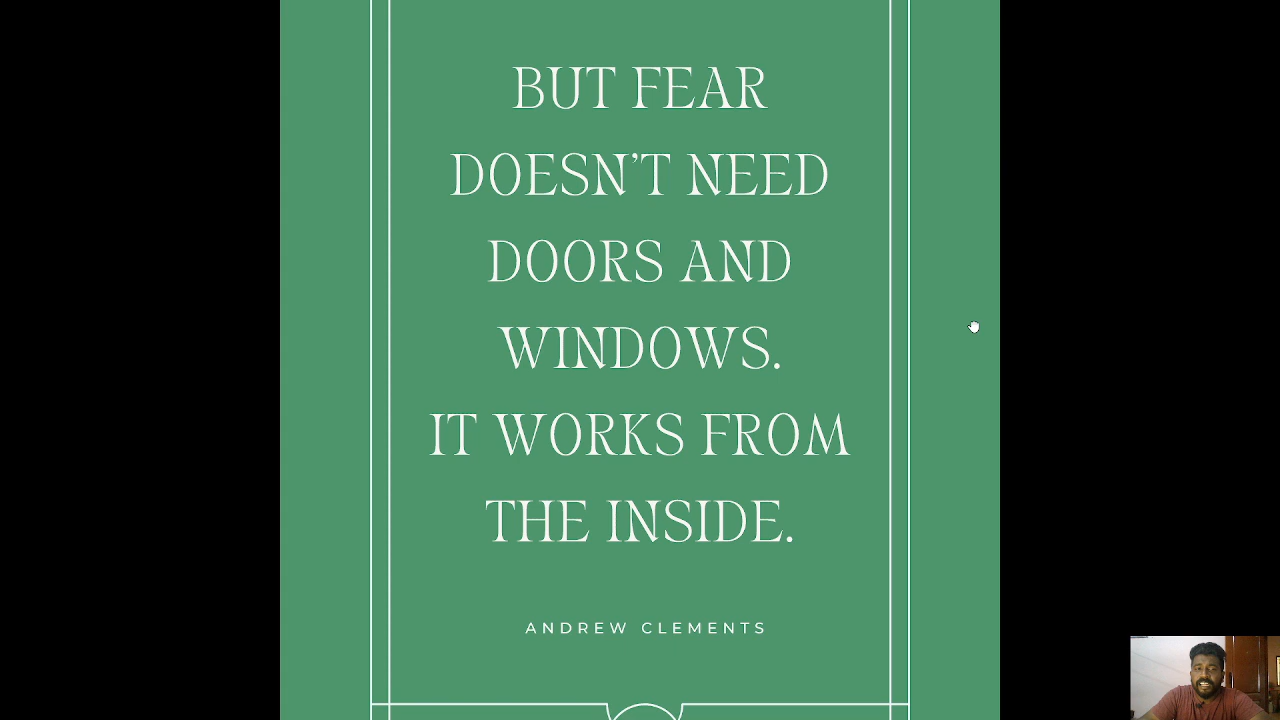 BUT FEAR
DOESN’T NEED
DOORS AND
WINDOWS.
IT WORKS FROM
THE INSIDE.
ANDREW CLEMENTS